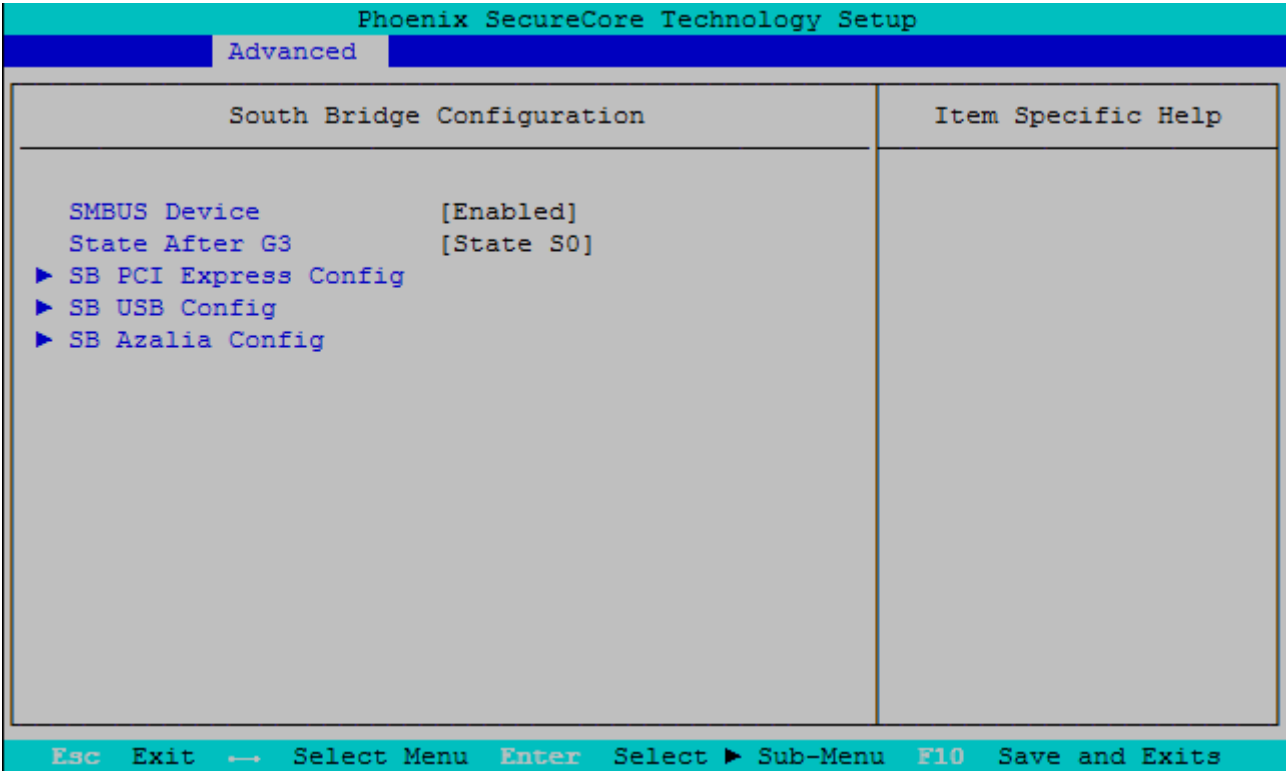 Phoenix SecureCore Technology Setup
Advanced
South Bridge Configuration
Item Specific Help
SMBUS Device [Enabled]
State After G3 [State S0]
► SB PCI Express Config
► SB USB Config
► SB Azalia Config
Esc Exit ←→ Select Menu Enter Select ► Sub-Menu F10 Save and Exits